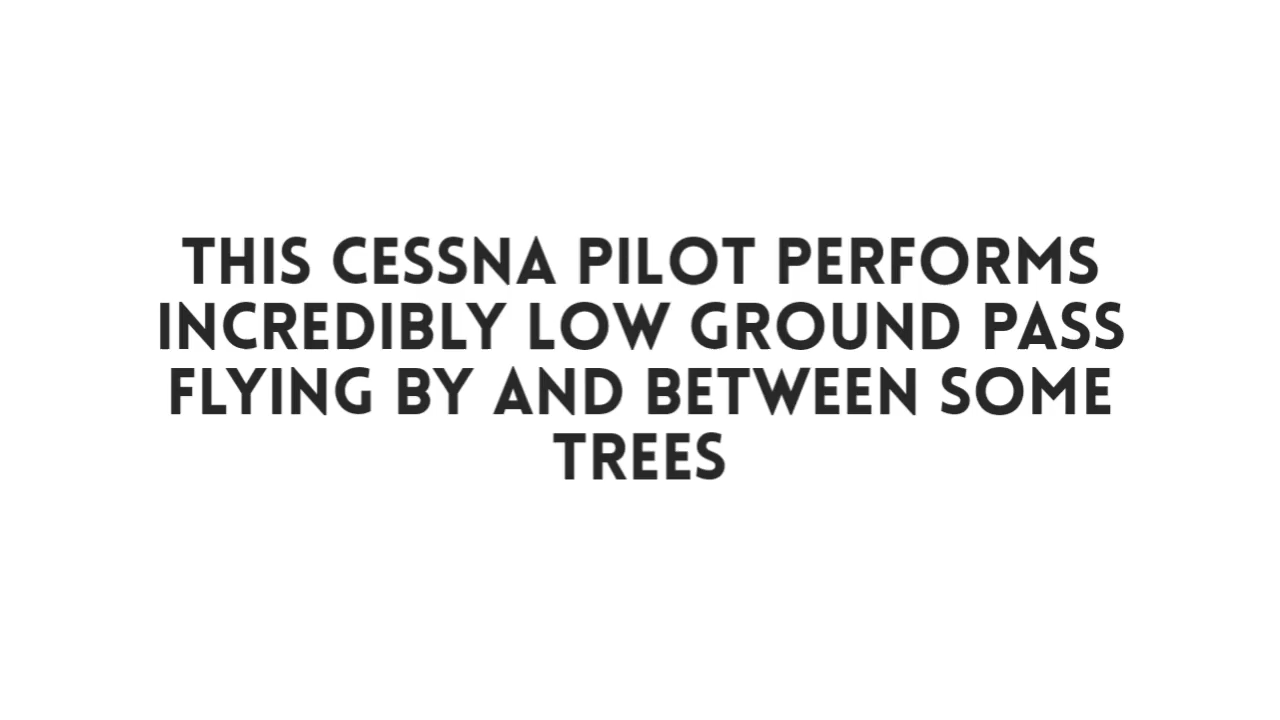 THIS CESSNA PILOT PERFORMS
INCREDIBLY LOW GROUND PASS
FLYING BY AND BETWEEN SOME
TREES